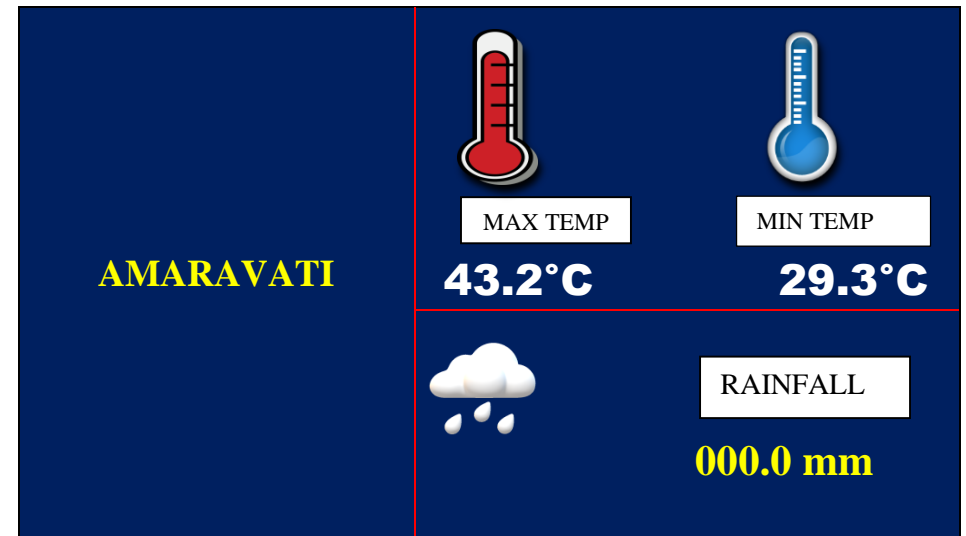 AMARAVATI
MAX TEMP
MIN TEMP
43.2°C
29.3°C
RAINFALL
000.0 mm